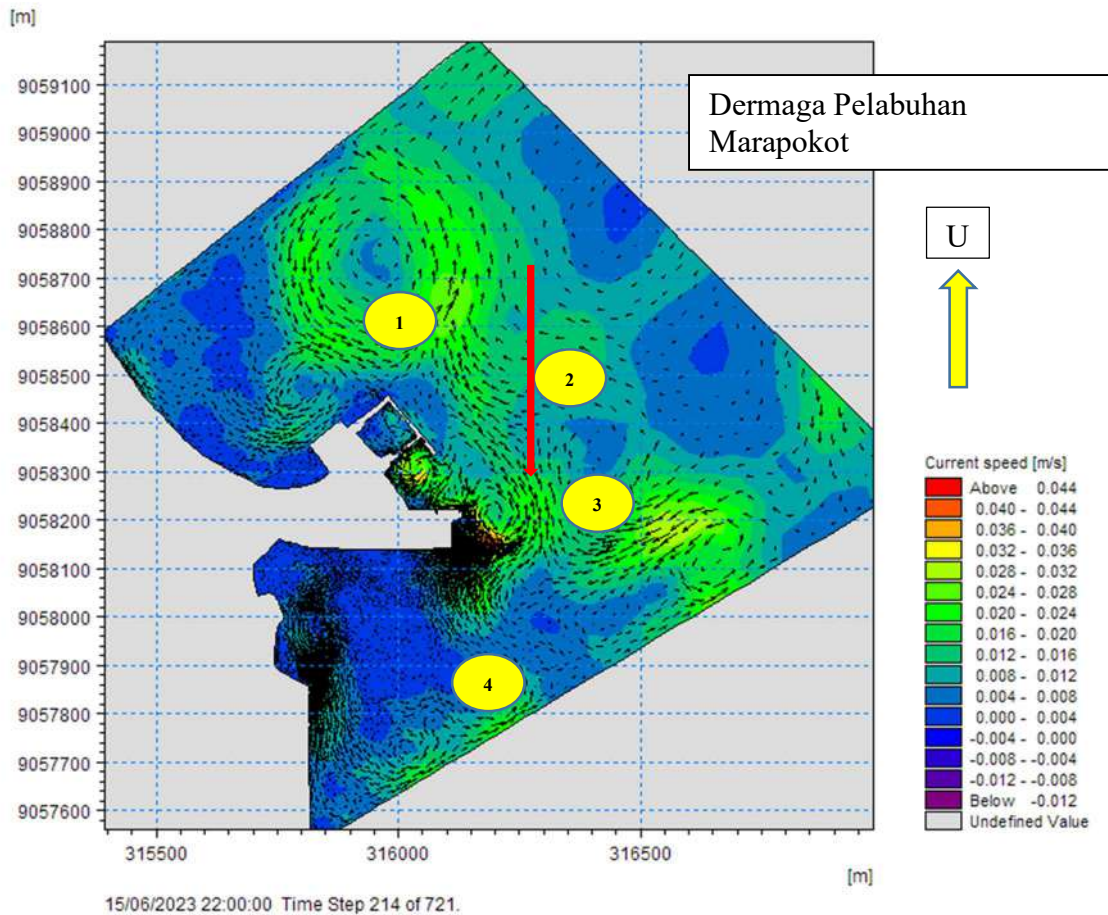 [m]
Dermaga Pelabuhan
Marapokot
U
9059100
9059000
9058900
9058800
9058700
9058600
9058500
9058400
9058300
9058200
9058100
9058000
9057900
9057800
9057700
9057600
1
2
3
4
315500
316000
316500
[m]
Current speed [m/s]
Above 0.044
0.040 - 0.044
0.036 - 0.040
0.032 - 0.036
0.028 - 0.032
0.024 - 0.028
0.020 - 0.024
0.016 - 0.020
0.012 - 0.016
0.008 - 0.012
0.004 - 0.008
0.000 - 0.004
-0.004 - 0.000
-0.008 - -0.004
-0.012 - -0.008
Below -0.012
Undefined Value
15/06/2023 22:00:00 Time Step 214 of 721.